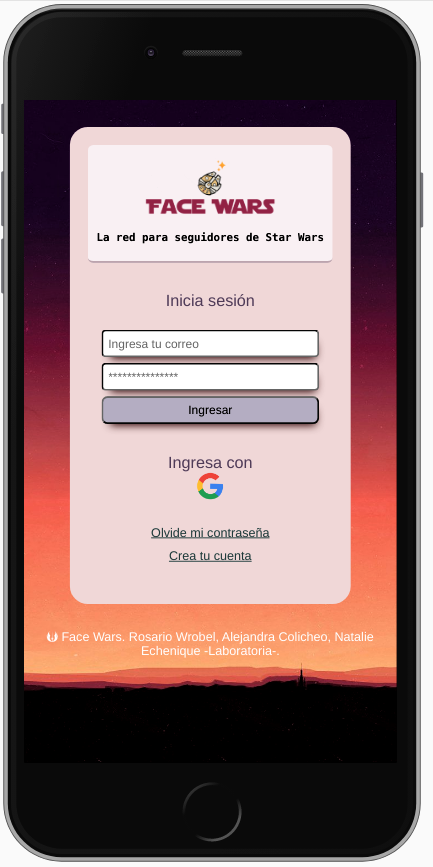 FACE WARS
La red para seguidores de Star Wars
Inicia sesión
Ingresa tu correo
***************
Ingresar
Ingresa con
G
Olvide mi contraseña
Crea tu cuenta
Face Wars. Rosario Wrobel, Alejandra Colicheo, Natalie
Echenique -Laboratoria-.